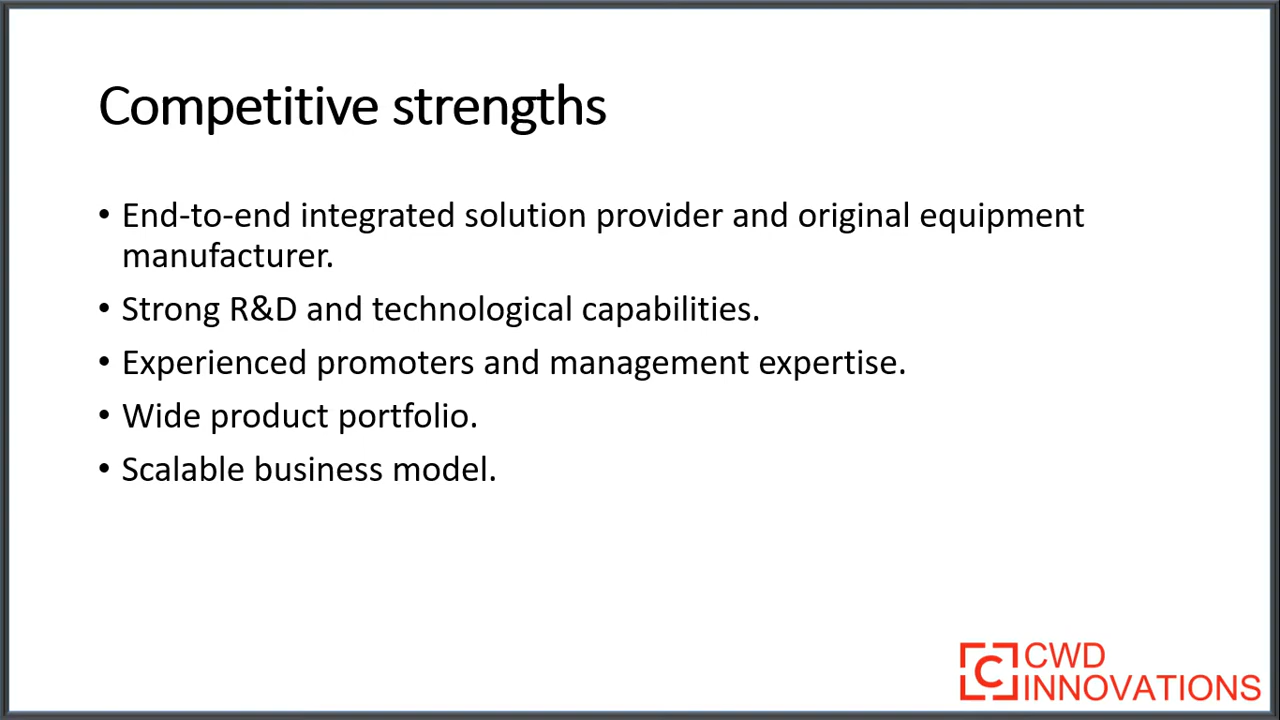 Competitive strengths
• End-to-end integrated solution provider and original equipment
manufacturer.
• Strong R&D and technological capabilities.
• Experienced promoters and management expertise.
• Wide product portfolio.
• Scalable business model.
C CWD
INNOVATIONS